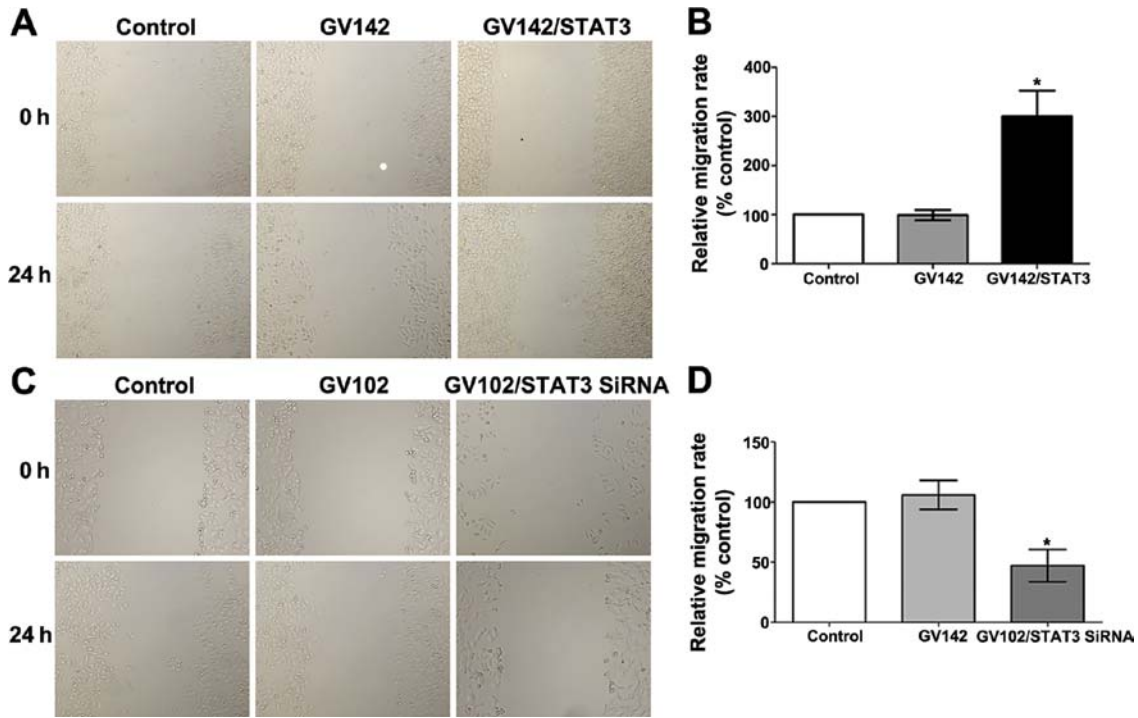 A
Control GV142 GV142/STAT3
0 h
24 h
B
Relative migration rate
(% control)
400
300
200
100
0
*
Control GV142 GV142/STAT3
C
Control GV102 GV102/STAT3 SiRNA
0 h
24 h
D
Relative migration rate
(% control)
150
100
50
0
*
Control GV142 GV102/STAT3 SiRNA